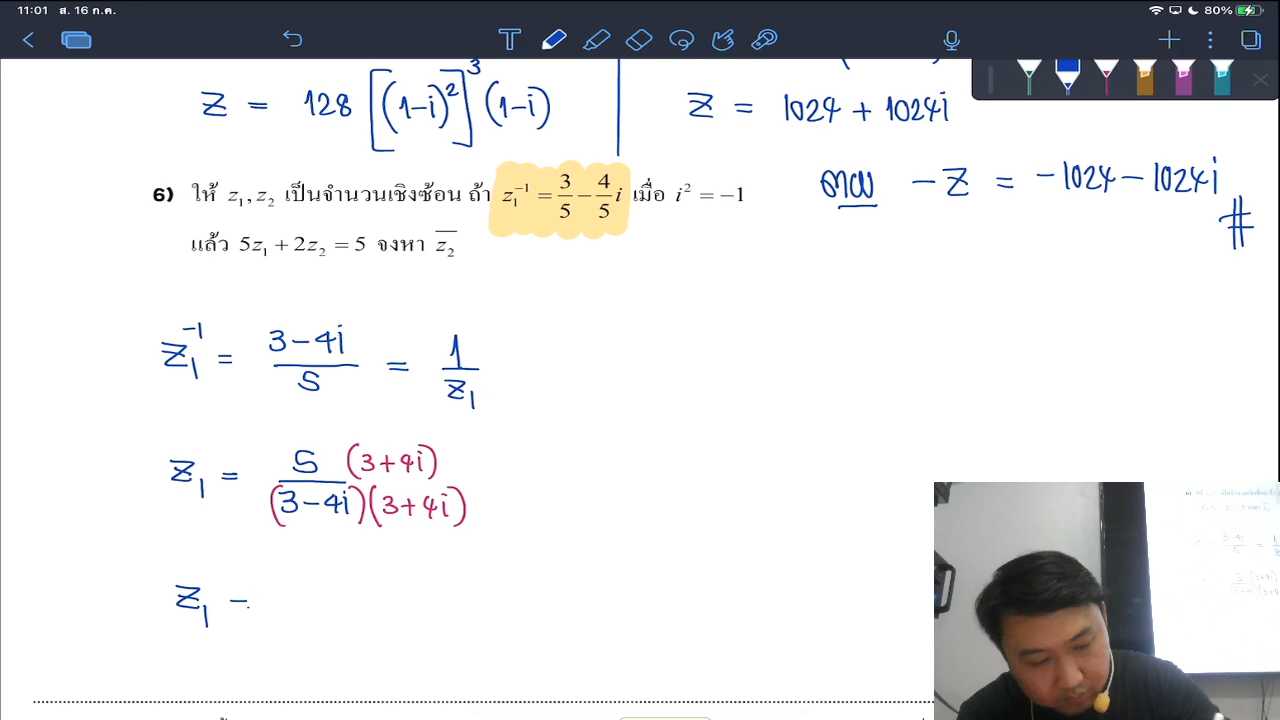 11:01 ส. 16 ก.ค.
80%
T
z = 128 [(1-i)²]³ (1-i)
z = 1024 + 1024i
ตอบ -z = -1024 - 1024i #
6) ให้ z₁, z₂ เป็นจำนวนเชิงซ้อน ถ้า z₁⁻¹ = 3/5 - 4/5 i เมื่อ i² = -1
แล้ว 5z₁ + 2z₂ = 5 จงหา z̅₂
z₁⁻¹ = (3-4i)/5 = 1/z₁
z₁ = 5 (3+4i) / (3-4i)(3+4i)
z₁ -